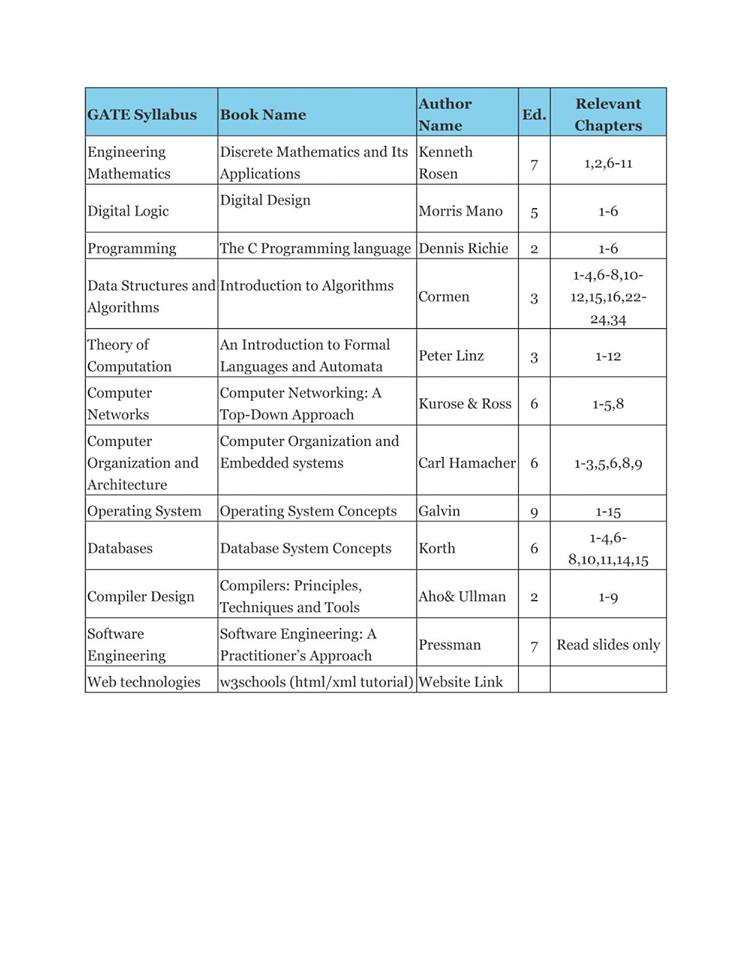 GATE Syllabus Book Name Author Name Ed. Relevant Chapters
Engineering Mathematics Discrete Mathematics and Its Applications Kenneth Rosen 7 1,2,6-11
Digital Logic Digital Design Morris Mano 5 1-6
Programming The C Programming language Dennis Richie 2 1-6
Data Structures and Algorithms Introduction to Algorithms Cormen 3 1-4,6-8,10-12,15,16,22-24,34
Theory of Computation An Introduction to Formal Languages and Automata Peter Linz 3 1-12
Computer Networks Computer Networking: A Top-Down Approach Kurose & Ross 6 1-5,8
Computer Organization and Architecture Computer Organization and Embedded systems Carl Hamacher 6 1-3,5,6,8,9
Operating System Operating System Concepts Galvin 9 1-15
Databases Database System Concepts Korth 6 1-4,6-8,10,11,14,15
Compiler Design Compilers: Principles, Techniques and Tools Aho& Ullman 2 1-9
Software Engineering Software Engineering: A Practitioner’s Approach Pressman 7 Read slides only
Web technologies w3schools (html/xml tutorial) Website Link